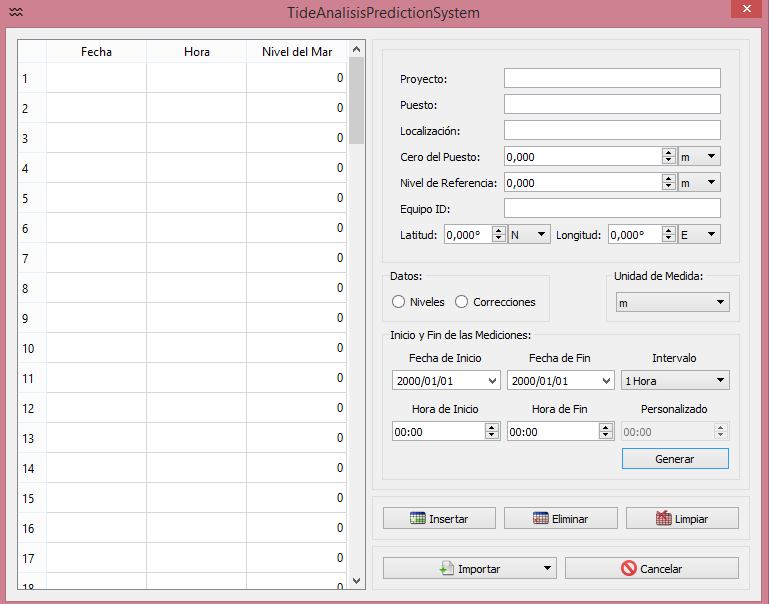 TideAnalisisPredictionSystem
Fecha Hora Nivel del Mar
1 0
2 0
3 0
4 0
5 0
6 0
7 0
8 0
9 0
10 0
11 0
12 0
13 0
14 0
15 0
16 0
17 0
18 0
Proyecto:
Puesto:
Localización:
Cero del Puesto: 0,000 m
Nivel de Referencia: 0,000 m
Equipo ID:
Latitud: 0,000° N Longitud: 0,000° E
Datos:
Niveles Correcciones
Unidad de Medida:
m
Inicio y Fin de las Mediciones:
Fecha de Inicio Fecha de Fin Intervalo
2000/01/01 2000/01/01 1 Hora
Hora de Inicio Hora de Fin Personalizado
00:00 00:00 00:00
Generar
Insertar Eliminar Limpiar
Importar Cancelar